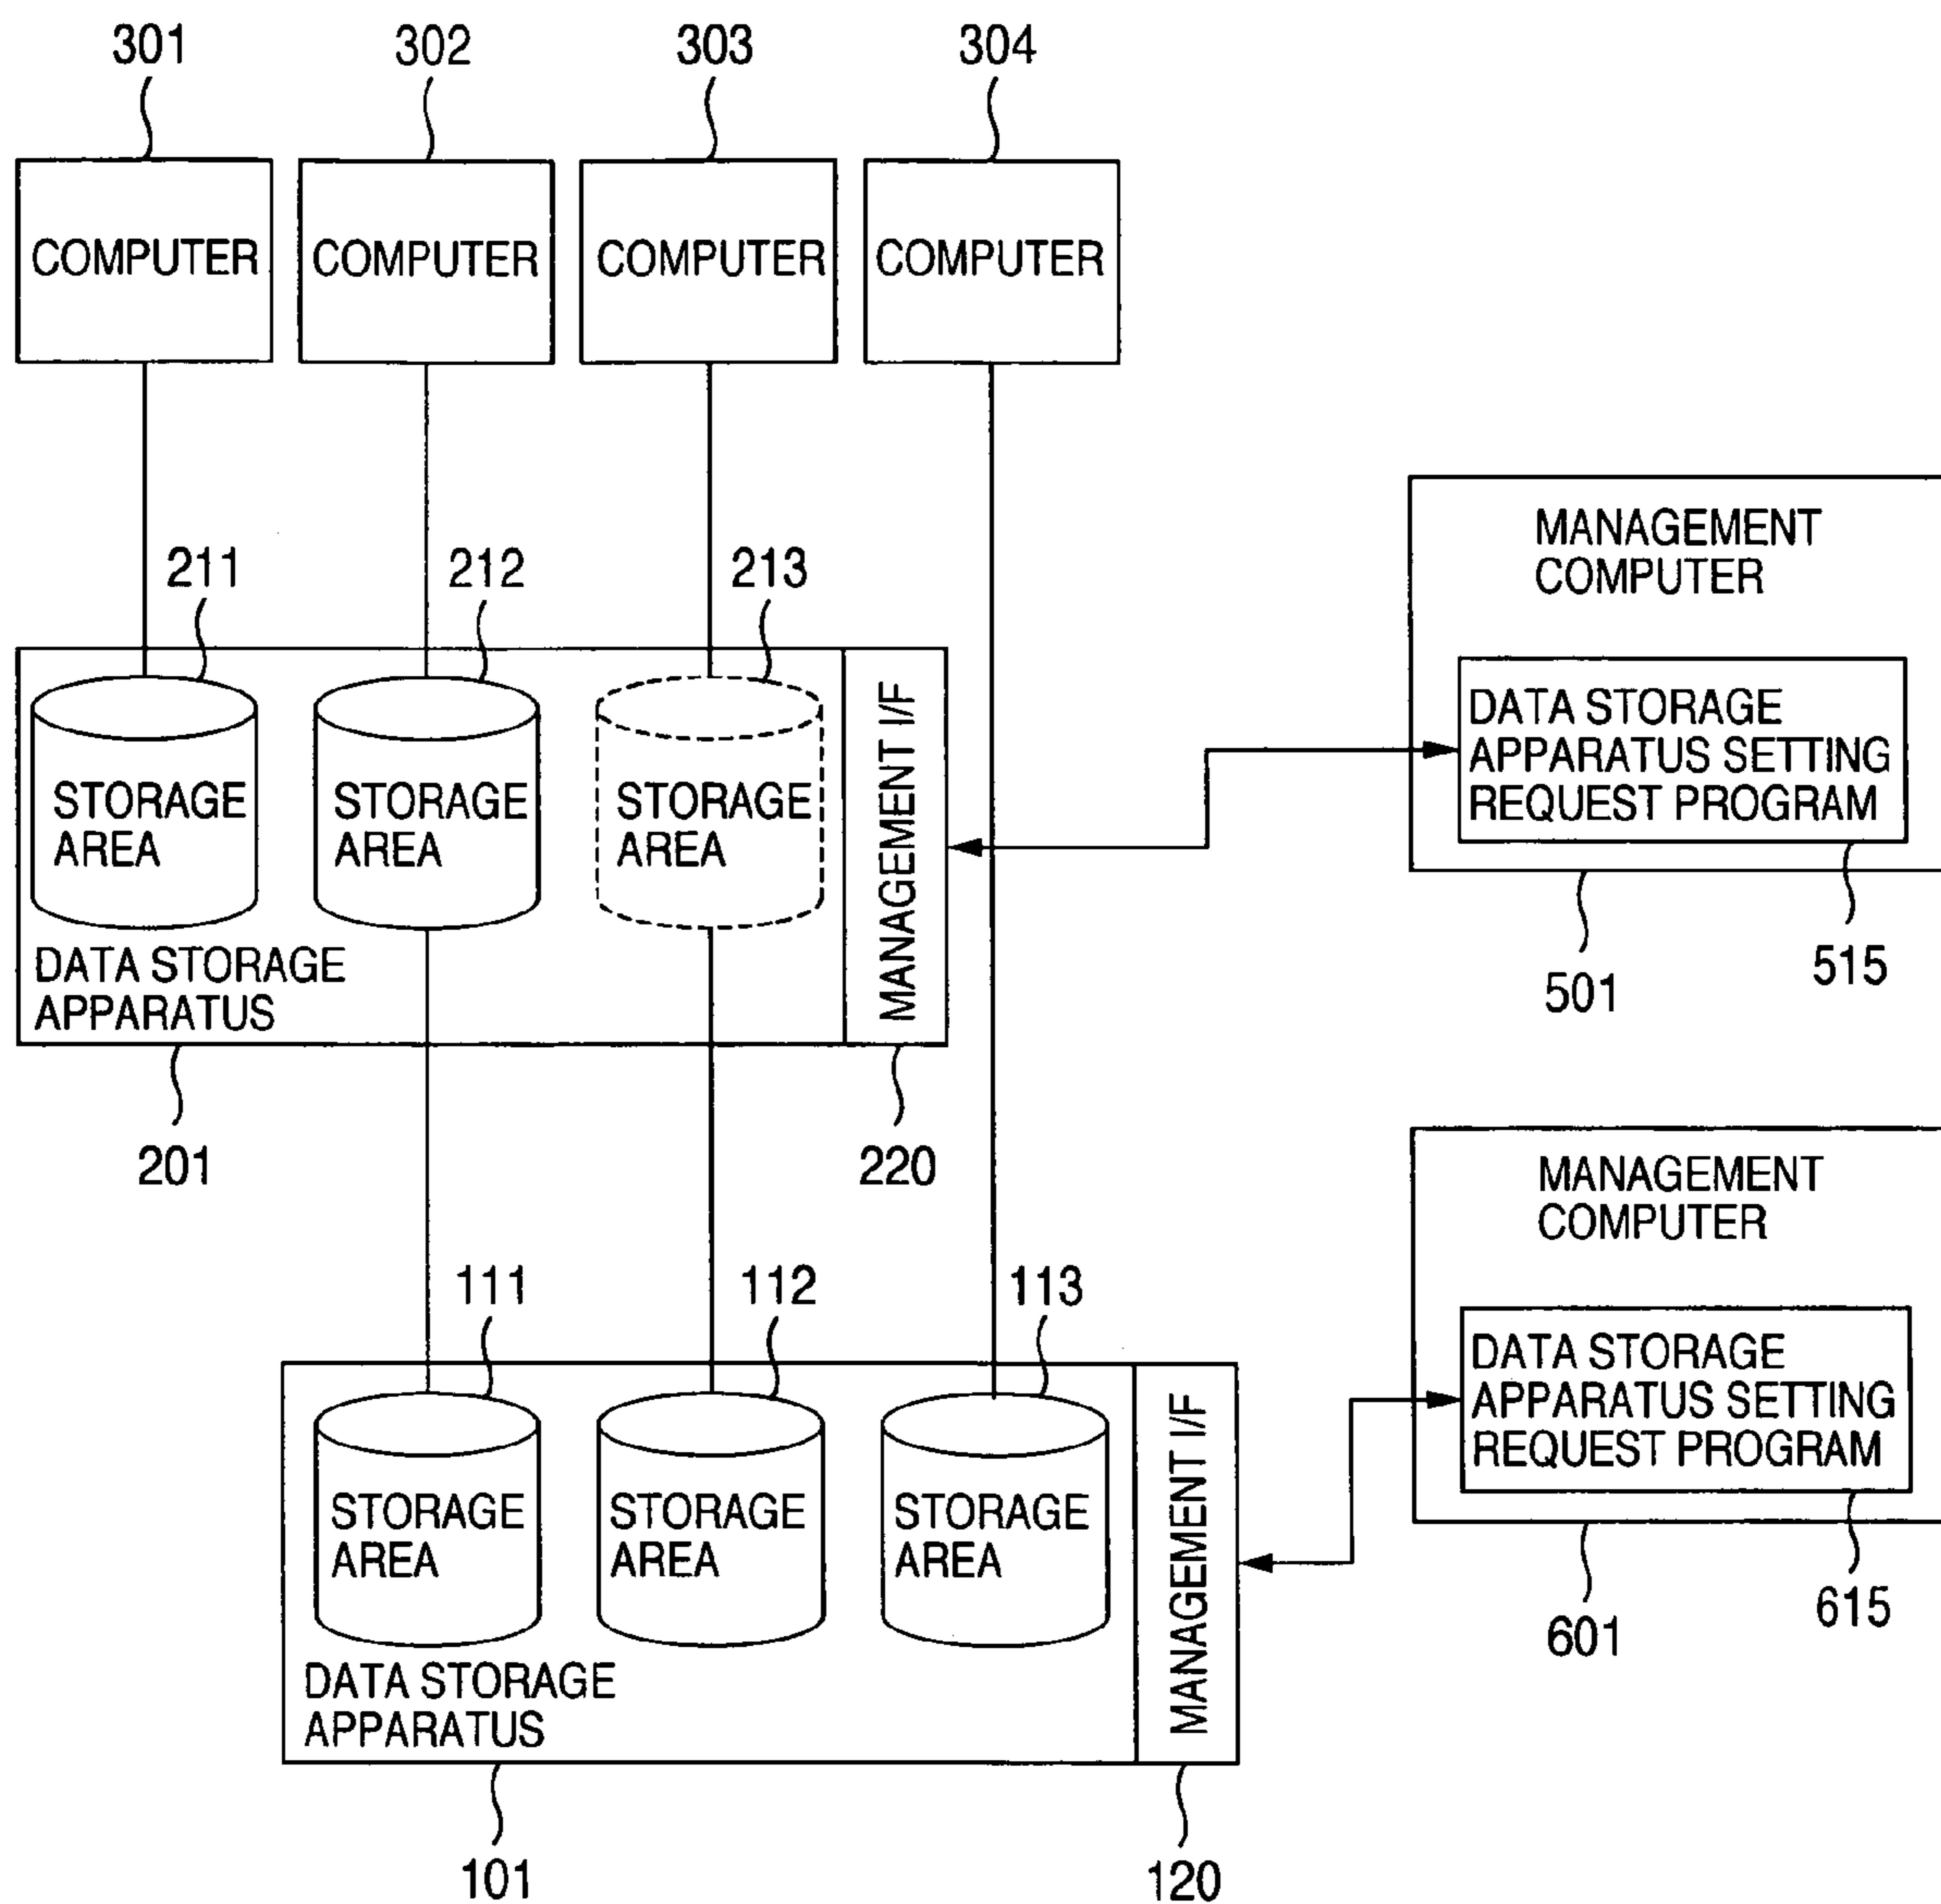 301
302
303
304
COMPUTER
COMPUTER
COMPUTER
COMPUTER
211
212
213
STORAGE
AREA
STORAGE
AREA
STORAGE
AREA
MANAGEMENT I/F
DATA STORAGE
APPARATUS
201
220
MANAGEMENT
COMPUTER
DATA STORAGE
APPARATUS SETTING
REQUEST PROGRAM
501
515
111
112
113
STORAGE
AREA
STORAGE
AREA
STORAGE
AREA
MANAGEMENT I/F
DATA STORAGE
APPARATUS
101
120
MANAGEMENT
COMPUTER
DATA STORAGE
APPARATUS SETTING
REQUEST PROGRAM
601
615